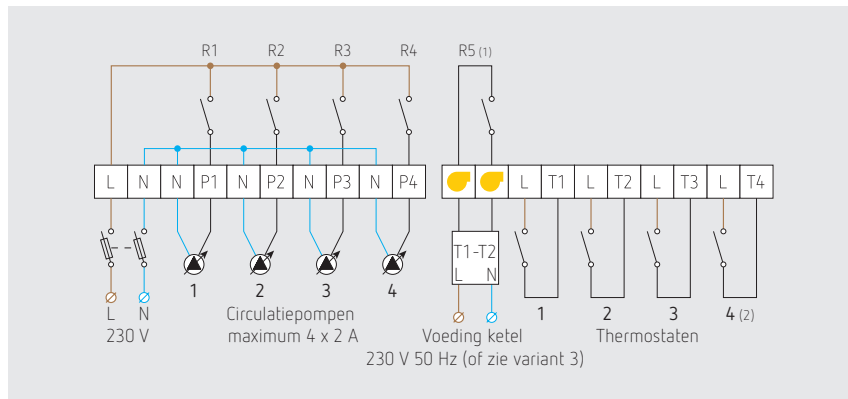 R1 R2 R3 R4 R5 (1)
L N N P1 N P2 N P3 N P4 L T1 L T2 L T3 L T4
T1-T2
L N
1 2 3 4 1 2 3 4 (2)
L N Circulatiepompen Voeding ketel Thermostaten
230 V maximum 4 x 2 A
230 V 50 Hz (of zie variant 3)